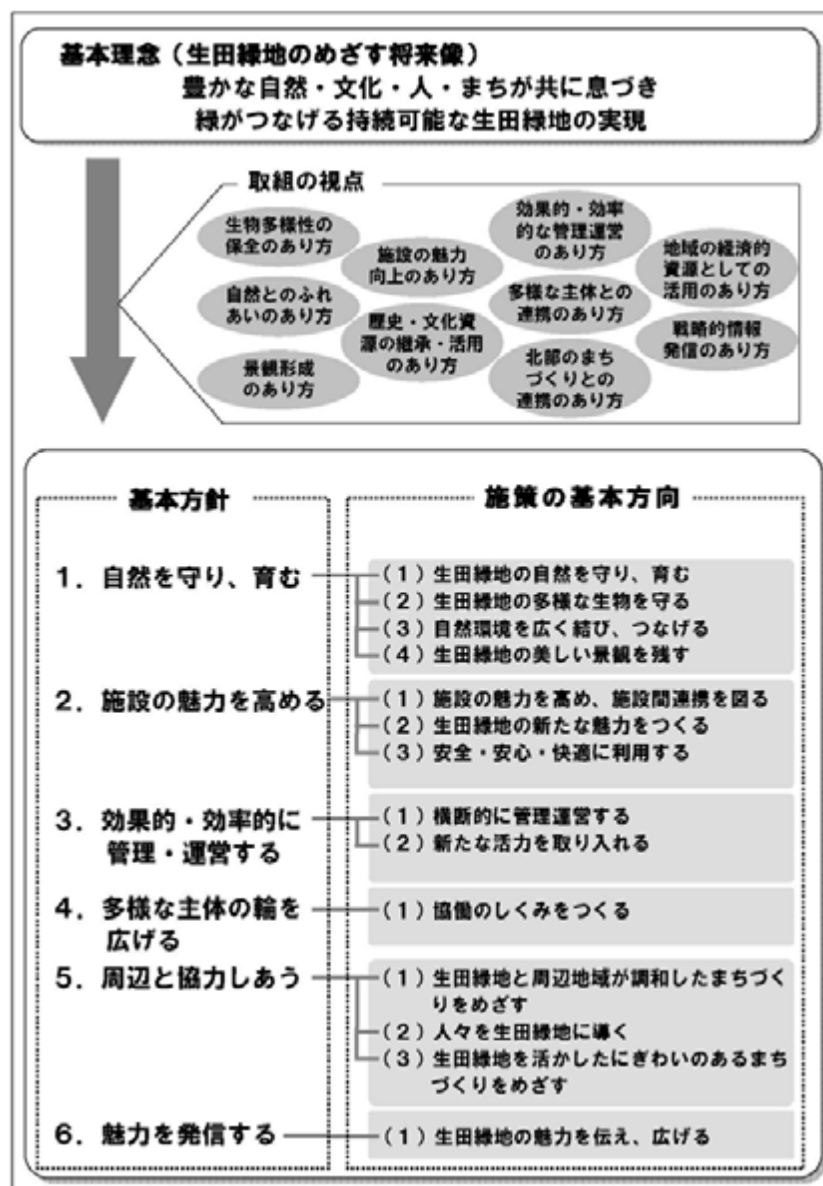 基本理念（生田緑地のめざす将来像）
豊かな自然・文化・人・まちが共に息づき
緑がつなげる持続可能な生田緑地の実現
取組の視点
生物多様性の
保全のあり方
自然とのふれ
あいのあり方
景観形成
のあり方
施設の魅力
向上のあり方
歴史・文化資
源の継承・活用
のあり方
効果的・効率
的な管理運営
のあり方
多様な主体との
連携のあり方
北部のまち
づくりとの
連携のあり方
地域の経済的
資源としての
活用のあり方
戦略的情報
発信のあり方
基本方針
施策の基本方向
1．自然を守り、育む
（1）生田緑地の自然を守り、育む
（2）生田緑地の多様な生物を守る
（3）自然環境を広く結び、つなげる
（4）生田緑地の美しい景観を残す
2．施設の魅力を高める
（1）施設の魅力を高め、施設間連携を図る
（2）生田緑地の新たな魅力をつくる
（3）安全・安心・快適に利用する
3．効果的・効率的に
管理・運営する
（1）横断的に管理運営する
（2）新たな活力を取り入れる
4．多様な主体の輪を
広げる
（1）協働のしくみをつくる
5．周辺と協力しあう
（1）生田緑地と周辺地域が調和したまちづく
りをめざす
（2）人々を生田緑地に導く
（3）生田緑地を活かしたにぎわいのあるまち
づくりをめざす
6．魅力を発信する
（1）生田緑地の魅力を伝え、広げる